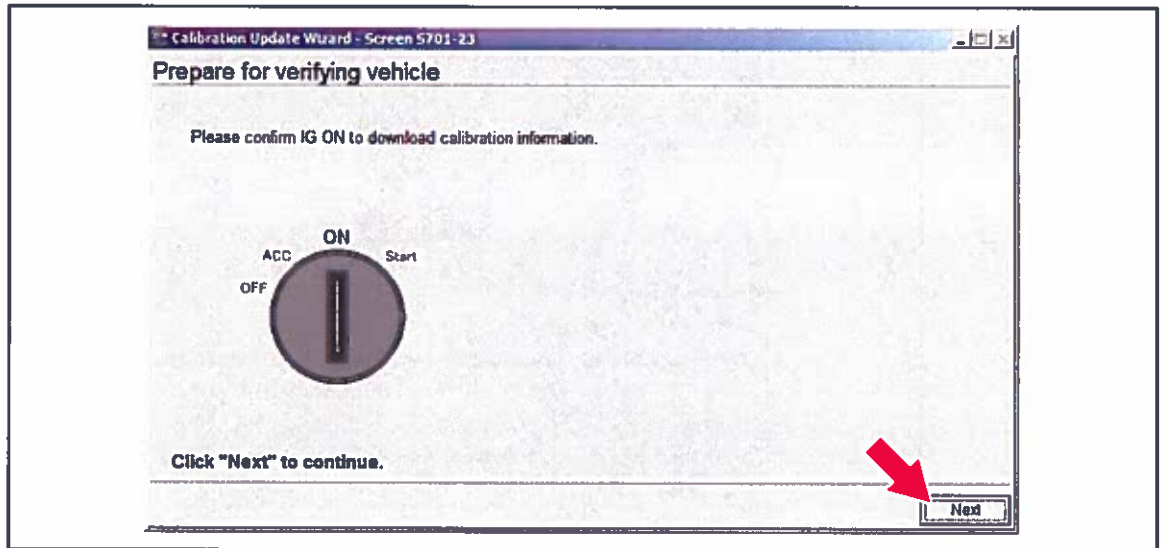 Calibration Update Wizard - Screen S701-23
Prepare for verifying vehicle
Please confirm IG ON to download calibration information.
ON
ACC
Start
OFF
Click "Next" to continue.
Next